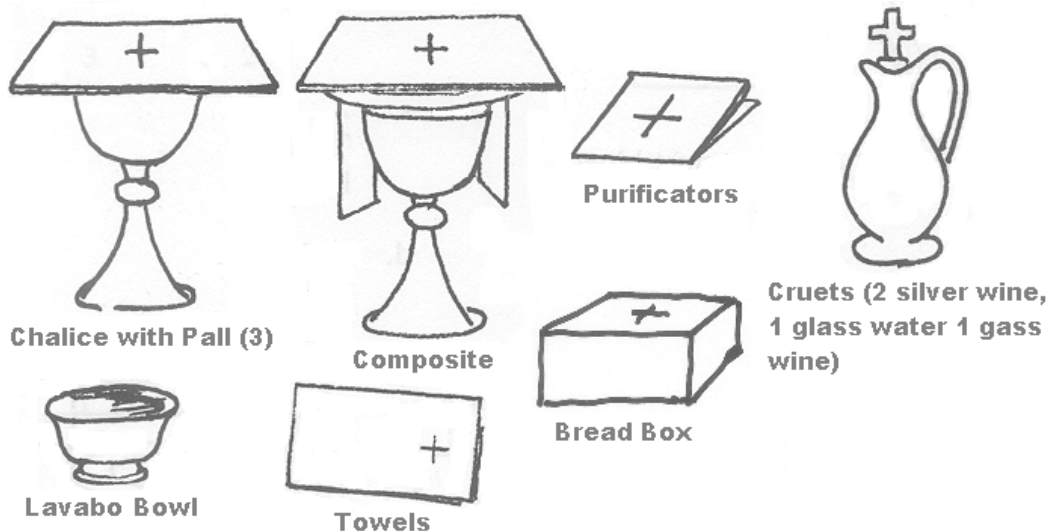 Purificators
Chalice with Pall (3)
Composite
Cruets (2 silver wine,
1 glass water 1 gass
wine)
Bread Box
Lavabo Bowl
Towels